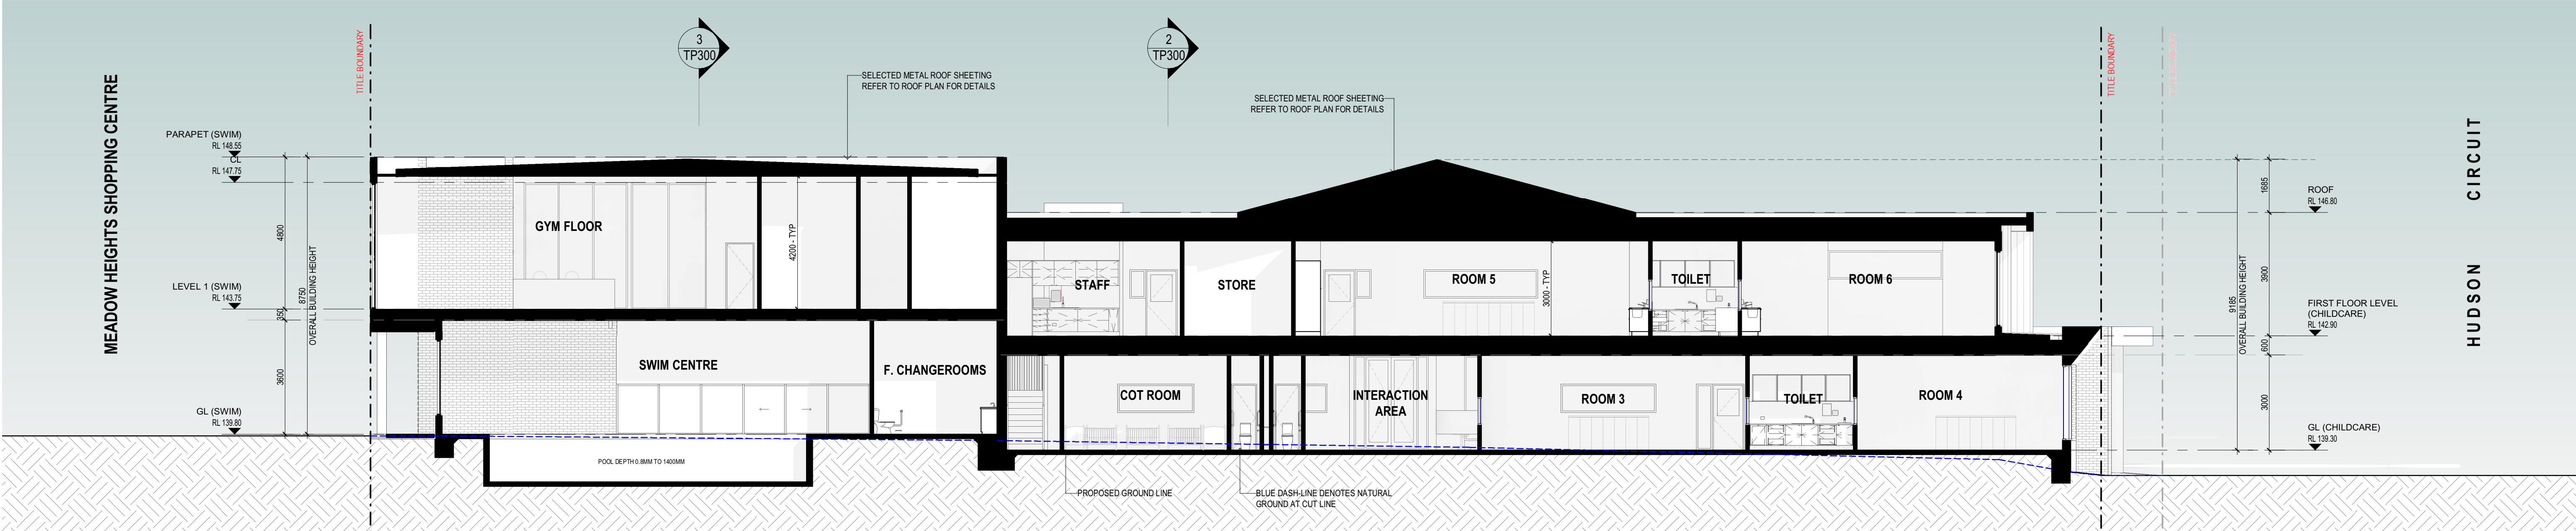 MEADOW HEIGHTS SHOPPING CENTRE
TITLE BOUNDARY
3
TP300
2
TP300
SELECTED METAL ROOF SHEETING
REFER TO ROOF PLAN FOR DETAILS
SELECTED METAL ROOF SHEETING
REFER TO ROOF PLAN FOR DETAILS
PARAPET (SWIM)
RL 148.55
CL
RL 147.75
LEVEL 1 (SWIM)
RL 143.75
GL (SWIM)
RL 139.80
4800
350
3600
8750
OVERALL BUILDING HEIGHT
GYM FLOOR
4200 - TYP
SWIM CENTRE
F. CHANGEROOMS
POOL DEPTH 0.8MM TO 1400MM
STAFF
STORE
ROOM 5
3000 - TYP
TOILET
ROOM 6
COT ROOM
INTERACTION
AREA
ROOM 3
TOILET
ROOM 4
PROPOSED GROUND LINE
BLUE DASH-LINE DENOTES NATURAL
GROUND AT CUT LINE
TITLE BOUNDARY
9185
OVERALL BUILDING HEIGHT
1685
3900
600
3000
ROOF
RL 146.80
FIRST FLOOR LEVEL
(CHILDCARE)
RL 142.90
GL (CHILDCARE)
RL 139.30
HUDSON CIRCUIT